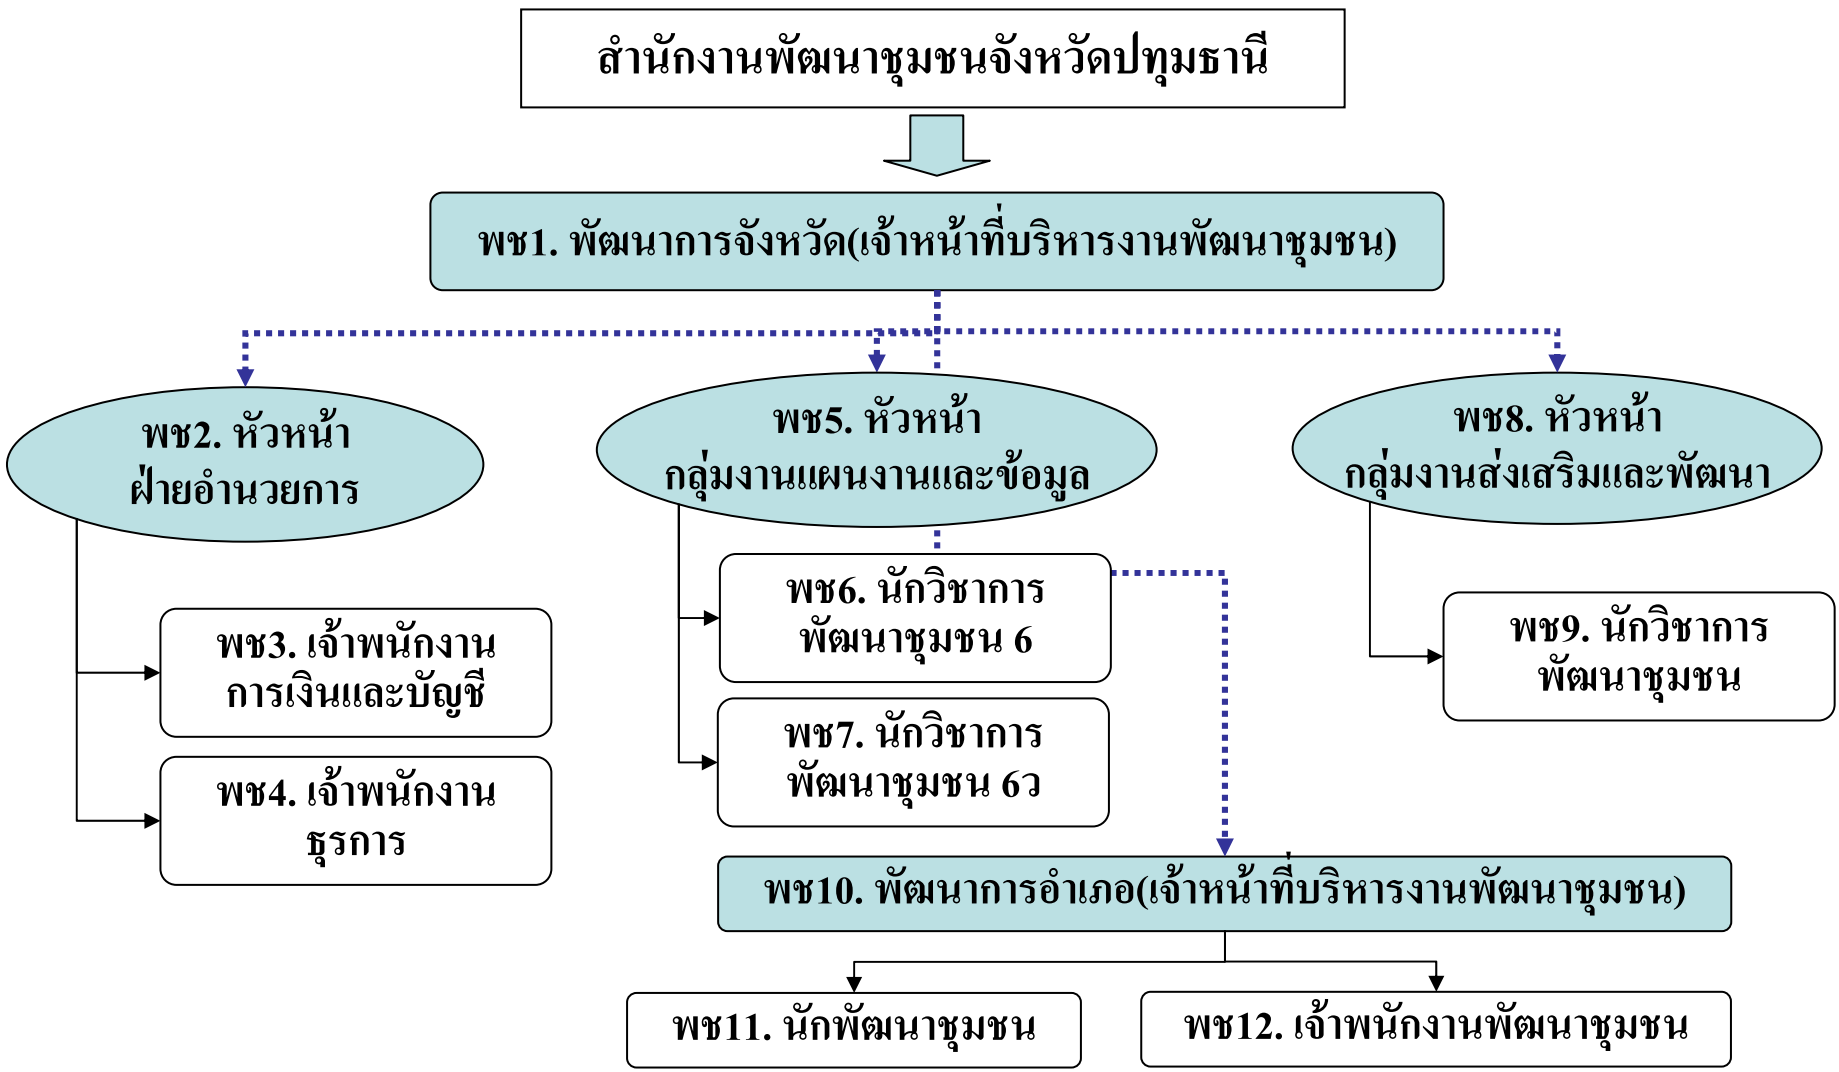 สำนักงานพัฒนาชุมชนจังหวัดปทุมธานี
พช1. พัฒนาการจังหวัด(เจ้าหน้าที่บริหารงานพัฒนาชุมชน)
พช2. หัวหน้า
ฝ่ายอำนวยการ
พช3. เจ้าพนักงาน
การเงินและบัญชี
พช4. เจ้าพนักงาน
ธุรการ
พช5. หัวหน้า
กลุ่มงานแผนงานและข้อมูล
พช6. นักวิชาการ
พัฒนาชุมชน 6
พช7. นักวิชาการ
พัฒนาชุมชน 6ว
พช8. หัวหน้า
กลุ่มงานส่งเสริมและพัฒนา
พช9. นักวิชาการ
พัฒนาชุมชน
พช10. พัฒนาการอำเภอ(เจ้าหน้าที่บริหารงานพัฒนาชุมชน)
พช11. นักพัฒนาชุมชน
พช12. เจ้าพนักงานพัฒนาชุมชน